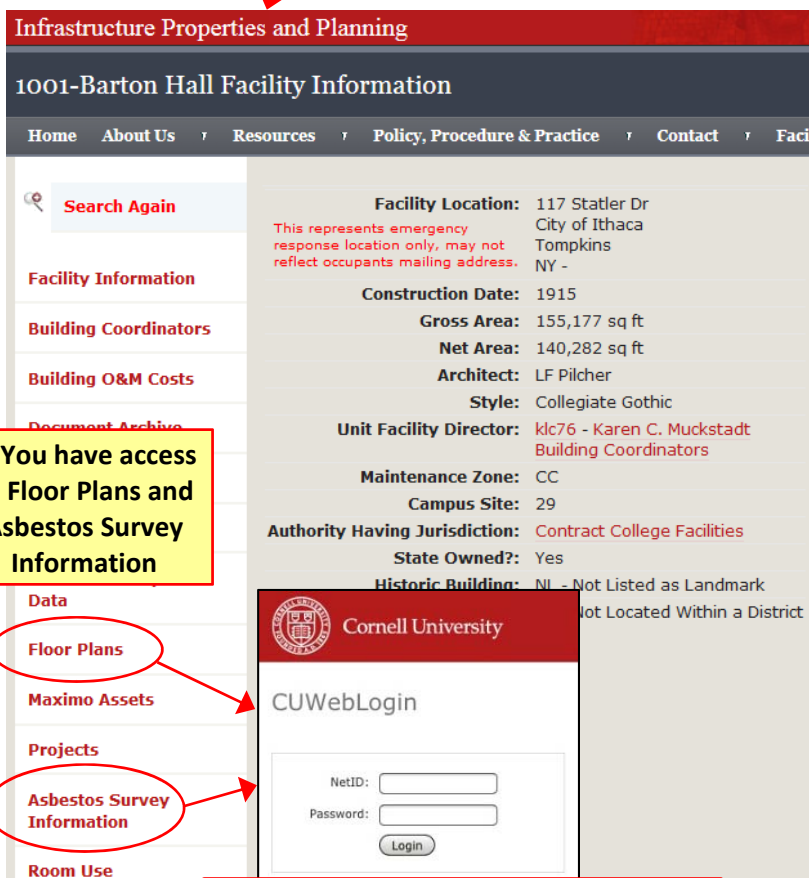 Infrastructure Properties and Planning
1001-Barton Hall Facility Information
Home About Us Resources Policy, Procedure & Practice Contact Faci
Search Again
Facility Information
Building Coordinators
Building O&M Costs
Document Archive
You have access
Floor Plans and
Asbestos Survey
Information
Data
Floor Plans
Maximo Assets
Projects
Asbestos Survey
Information
Room Use
Facility Location: 117 Statler Dr
This represents emergency
response location only, may not
reflect occupants mailing address.
City of Ithaca
Tompkins
NY -
Construction Date: 1915
Gross Area: 155,177 sq ft
Net Area: 140,282 sq ft
Architect: LF Pilcher
Style: Collegiate Gothic
Unit Facility Director: klc76 - Karen C. Muckstadt
Building Coordinators
Maintenance Zone: CC
Campus Site: 29
Authority Having Jurisdiction: Contract College Facilities
State Owned?: Yes
Historic Building: NL - Not Listed as Landmark
Not Located Within a District
Cornell University
CUWebLogin
NetID:
Password:
Login